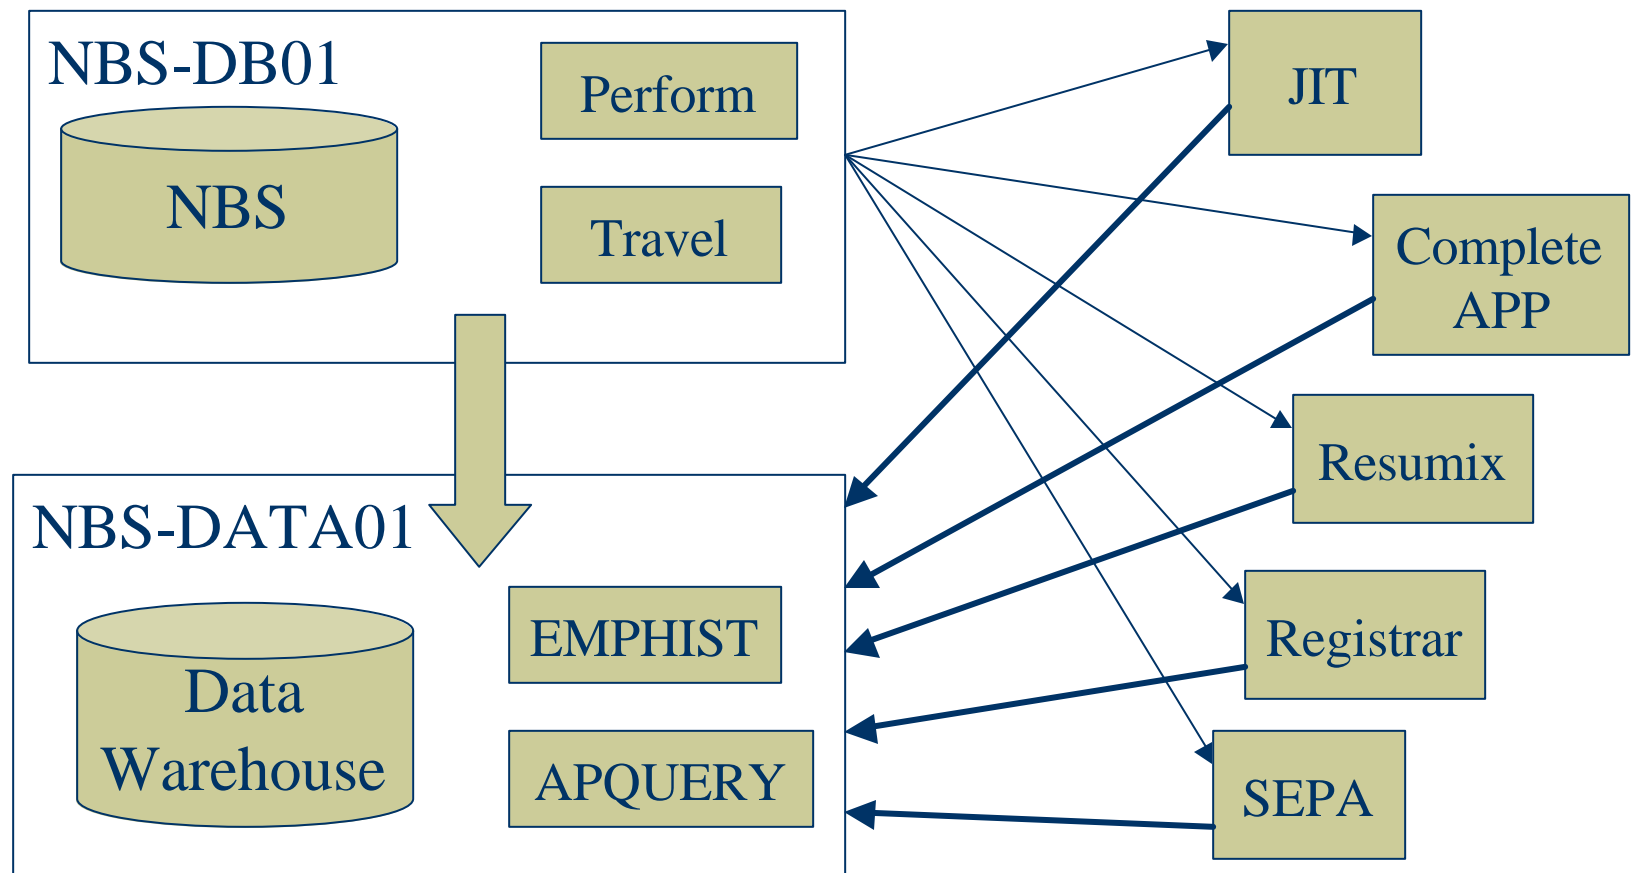 NBS-DB01
NBS
Perform
Travel
JIT
Complete
APP
Resumix
Registrar
SEPA
NBS-DATA01
Data
Warehouse
EMPHIST
APQUERY